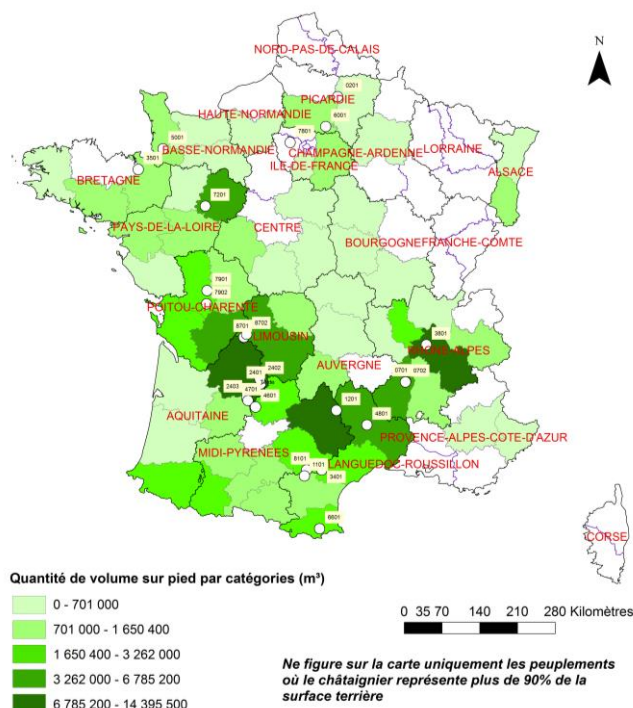 N
NORD-PAS-DE-CALAIS
0201
PICARDIE
HAUTE-NORMANDIE
6001
5001
7801
BASSE-NORMANDIE
CHAMPAGNE-ARDENNE
LORRAINE
3501
ILE-DE-FRANCE
ALSACE
BRETAGNE
7201
PAYS-DE-LA-LOIRE
CENTRE
BOURGOGNE
FRANCHE-COMTE
7901
7902
POITOU-CHARENTE
8701
8702
LIMOUSIN
3801
RHONE-ALPES
2401
2402
AUVERGNE
0701
0702
2403
4701
4601
1201
AQUITAINE
4801
PROVENCE-ALPES-COTE-D'AZUR
MIDI-PYRENEES
8101
1101
LANGUEDOC-ROUSSILLON
3401
6601
CORSE
Quantité de volume sur pied par catégories (m³)
0 - 701 000
701 000 - 1 650 400
1 650 400 - 3 262 000
3 262 000 - 6 785 200
6 785 200 - 14 395 500
0 35 70 140 210 280 Kilomètres
Ne figure sur la carte uniquement les peuplements
où le châtaignier représente plus de 90% de la
surface terrière